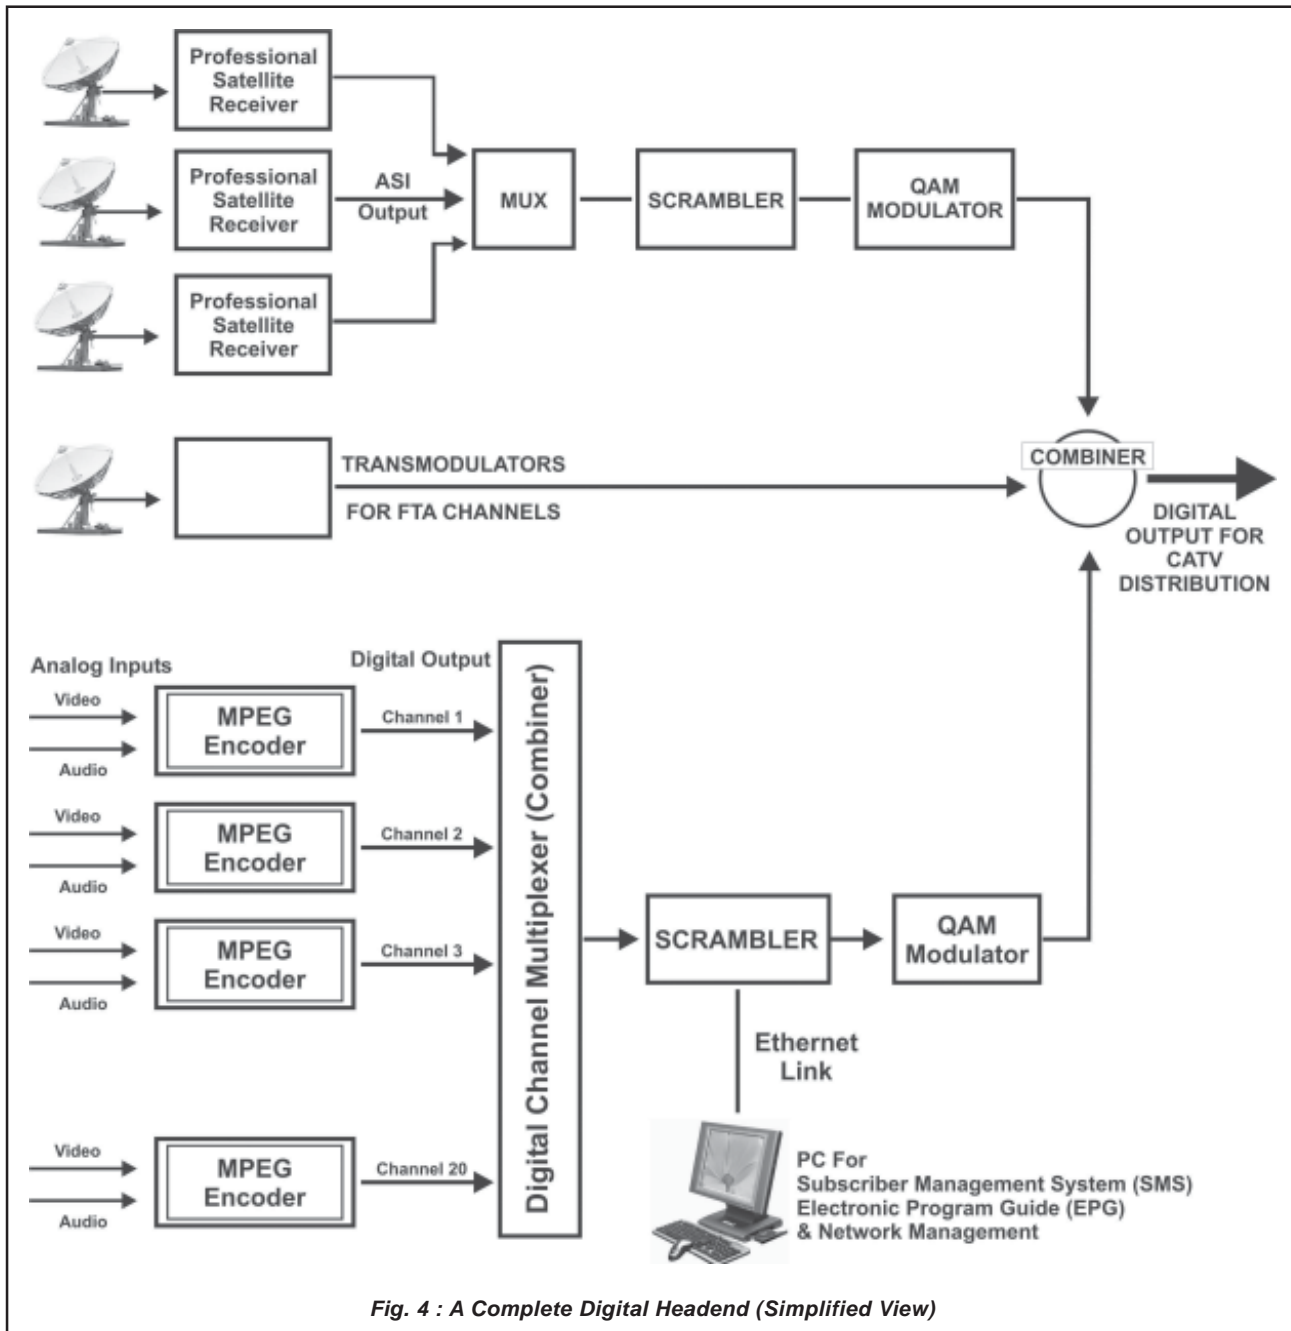 Professional
Satellite
Receiver
Professional
Satellite
Receiver
ASI
Output
MUX
SCRAMBLER
QAM
MODULATOR
Professional
Satellite
Receiver
TRANSMODULATORS
FOR FTA CHANNELS
COMBINER
DIGITAL
OUTPUT FOR
CATV
DISTRIBUTION
Analog Inputs
Digital Output
Video
Audio
MPEG
Encoder
Channel 1
Video
Audio
MPEG
Encoder
Channel 2
Video
Audio
MPEG
Encoder
Channel 3
Video
Audio
MPEG
Encoder
Channel 20
Digital Channel Multiplexer (Combiner)
SCRAMBLER
QAM
Modulator
Ethernet
Link
PC For
Subscriber Management System (SMS)
Electronic Program Guide (EPG)
& Network Management
Fig. 4 : A Complete Digital Headend (Simplified View)